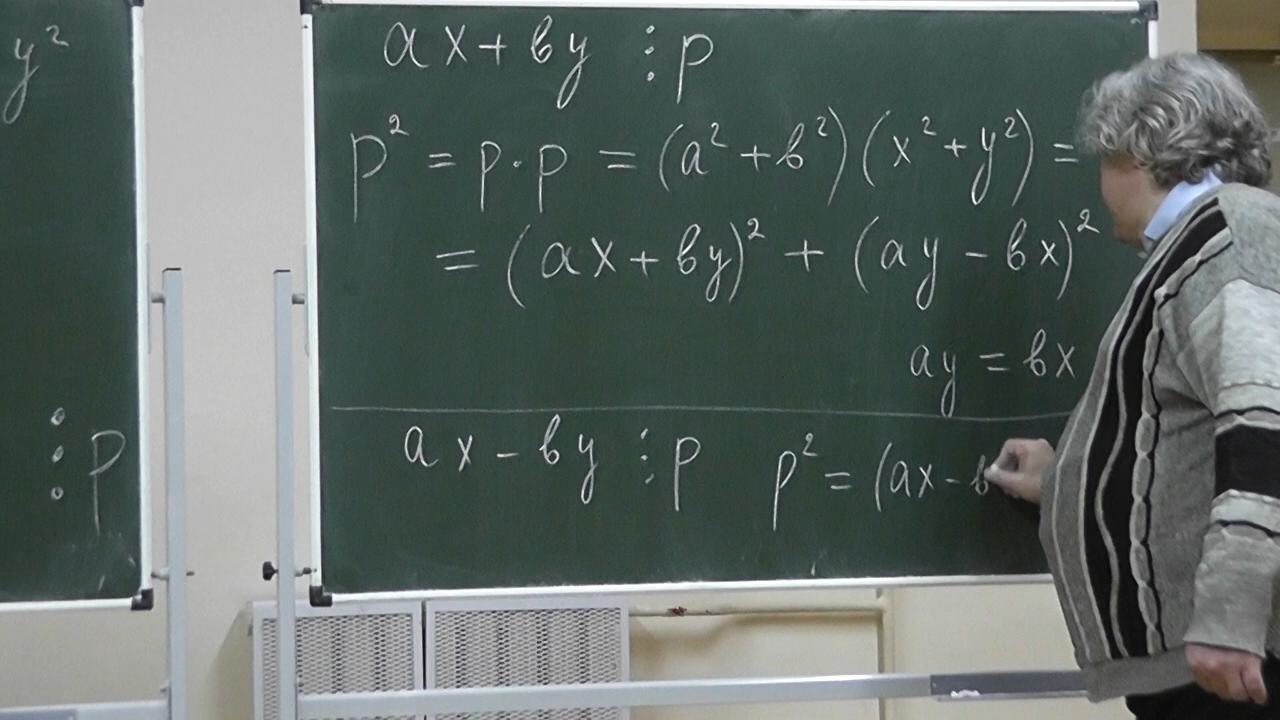 y²
⋮ p
ax + by ⋮ p
p² = p · p = (a² + b²)(x² + y²) =
= (ax + by)² + (ay - bx)²
ay = bx
ax - by ⋮ p p² = (ax - b